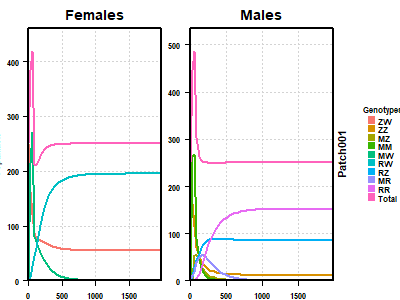 Females
Males
400
300
200
100
0
500
400
300
200
100
0
0
500
1000
1500
0
500
1000
1500
Patch001
Genotypes
ZW
ZZ
MZ
MM
MW
RW
RZ
MR
RR
Total